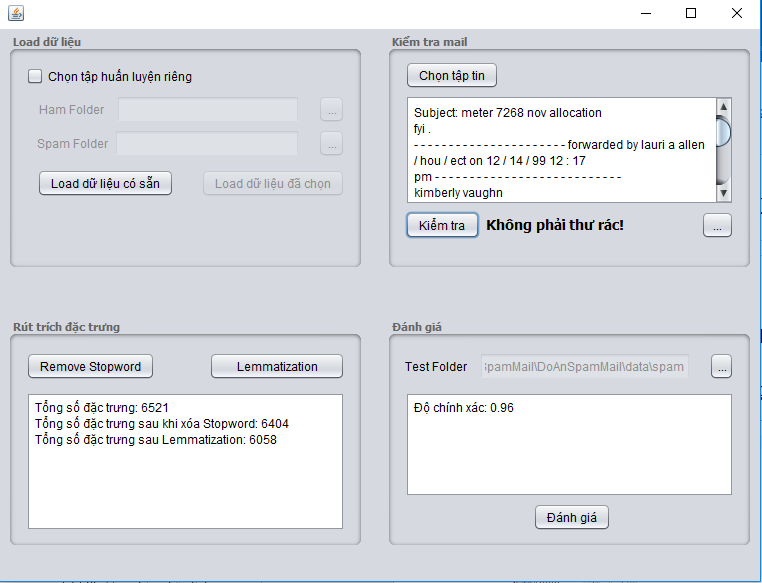 Load dữ liệu
Chọn tập huấn luyện riêng
Ham Folder
...
Spam Folder
...
Load dữ liệu có sẵn
Load dữ liệu đã chọn
Kiểm tra mail
Chọn tập tin
Subject: meter 7268 nov allocation
fyi .
- - - - - - - - - - - - - - - - - - - - - - forwarded by lauri a allen
/ hou / ect on 12 / 14 / 99 12 : 17
pm - - - - - - - - - - - - - - - - - - - - - - - - - - -
kimberly vaughn
Kiểm tra
Không phải thư rác!
...
Rút trích đặc trưng
Remove Stopword
Lemmatization
Tổng số đặc trưng: 6521
Tổng số đặc trưng sau khi xóa Stopword: 6404
Tổng số đặc trưng sau Lemmatization: 6058
Đánh giá
Test Folder
SpamMail\DoAnSpamMail\data\spam
...
Độ chính xác: 0.96
Đánh giá